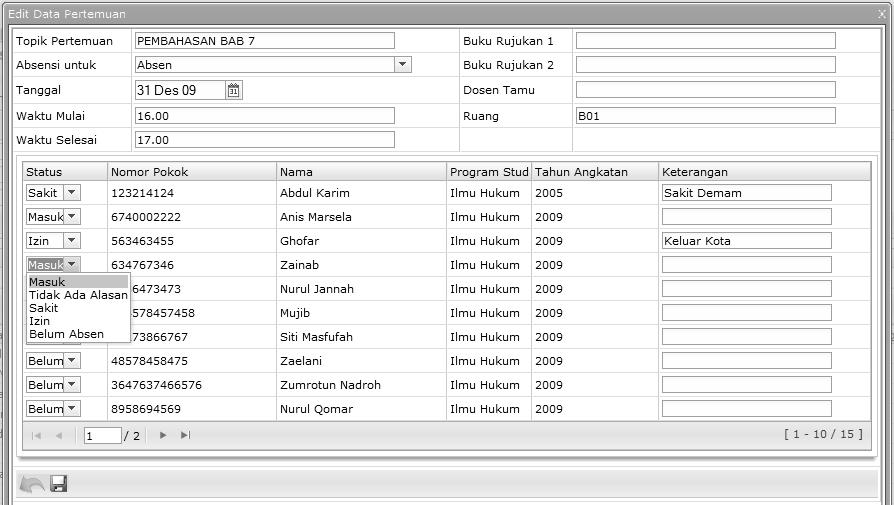 Edit Data Pertemuan
Topik Pertemuan PEMBAHASAN BAB 7 Buku Rujukan 1
Absensi untuk Absen Buku Rujukan 2
Tanggal 31 Des 09 31 Dosen Tamu
Waktu Mulai 16.00 Ruang B01
Waktu Selesai 17.00
Status Nomor Pokok Nama Program Stud Tahun Angkatan Keterangan
Sakit 123214124 Abdul Karim Ilmu Hukum 2005 Sakit Demam
Masuk 6740002222 Anis Marsela Ilmu Hukum 2009
Izin 563463455 Ghofar Ilmu Hukum 2009 Keluar Kota
Masuk 634767346 Zainab Ilmu Hukum 2009
Masuk
Tidak Ada Alasan
Sakit
Izin
Belum Absen
6473473 Nurul Jannah Ilmu Hukum 2009
578457458 Mujib Ilmu Hukum 2009
73866767 Siti Masfufah Ilmu Hukum 2009
Belum 48578458475 Zaelani Ilmu Hukum 2009
Belum 3647637466576 Zumrotun Nadroh Ilmu Hukum 2009
Belum 8958694569 Nurul Qomar Ilmu Hukum 2009
1 / 2 [ 1 - 10 / 15 ]